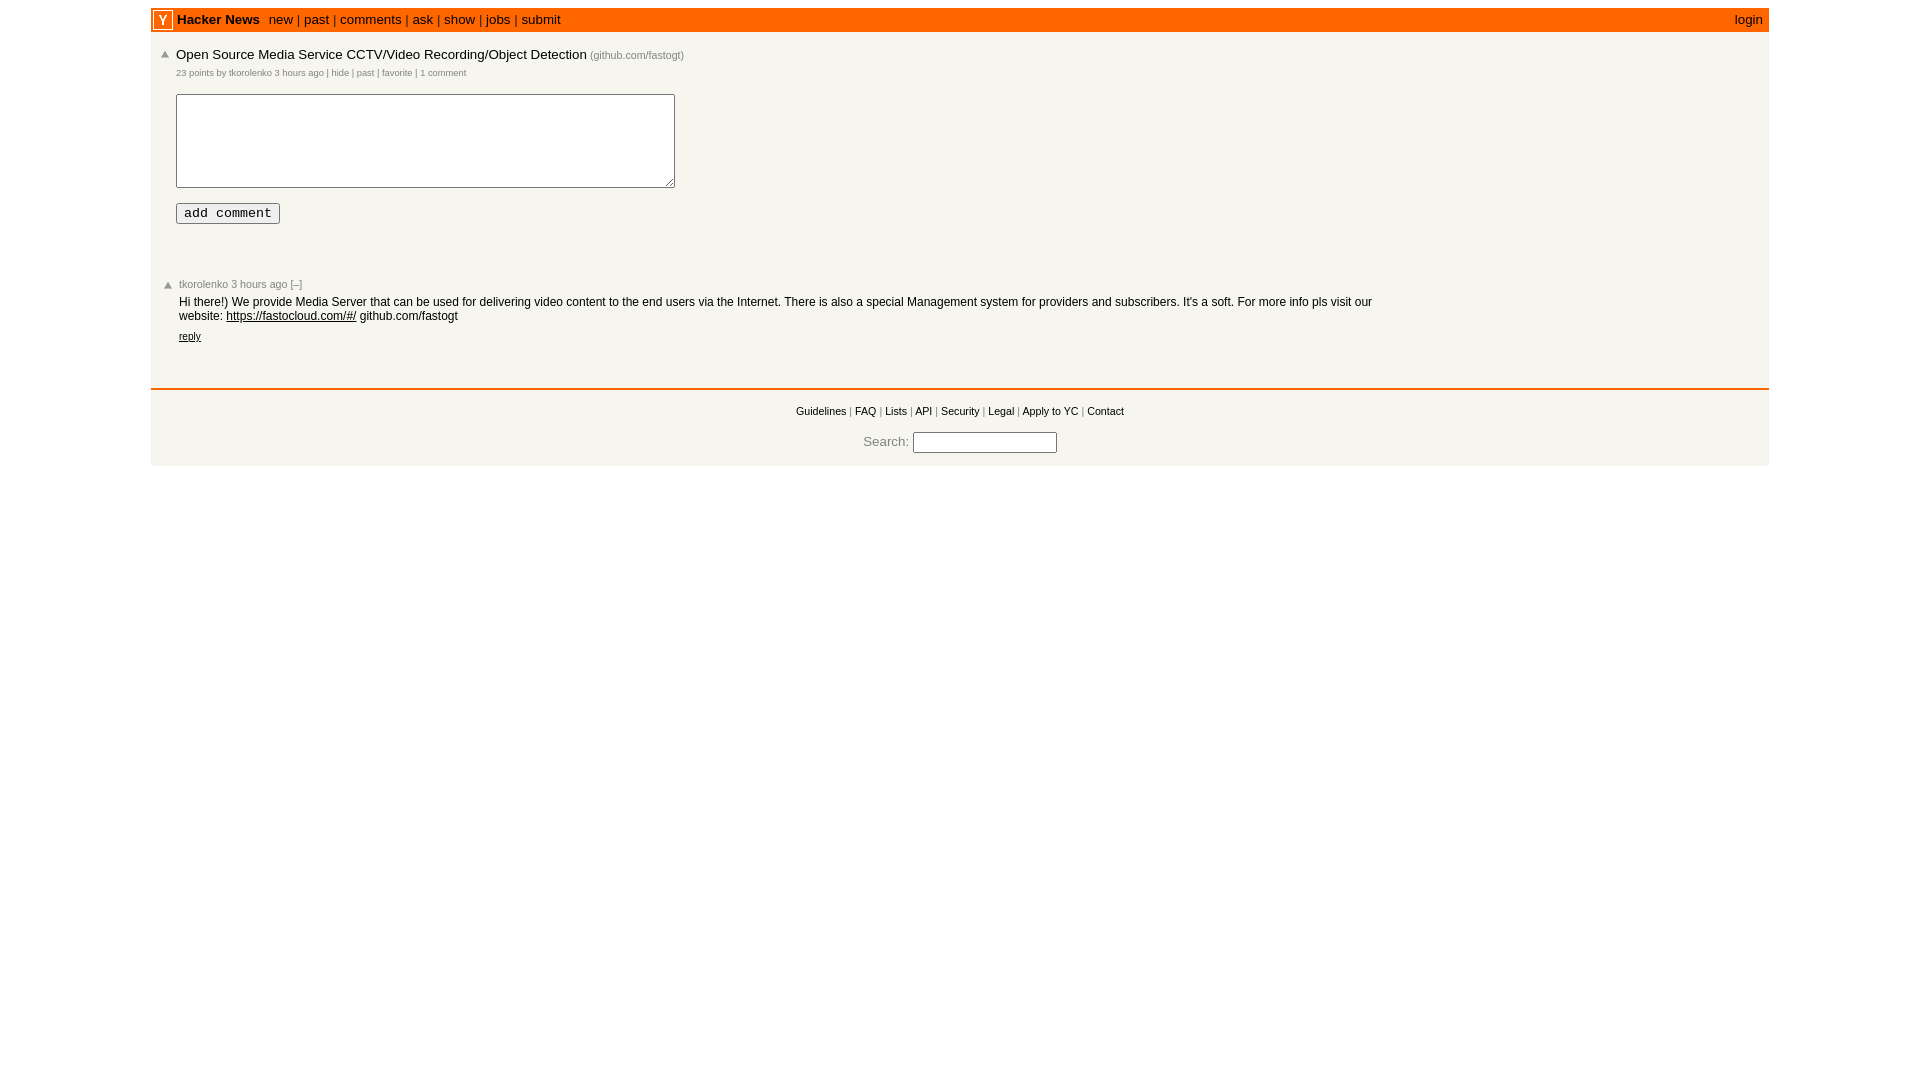 Y Hacker News new | past | comments | ask | show | jobs | submit login
Open Source Media Service CCTV/Video Recording/Object Detection (github.com/fastogt)
23 points by tkorolenko 3 hours ago | hide | past | favorite | 1 comment
add comment
tkorolenko 3 hours ago [–]
Hi there!) We provide Media Server that can be used for delivering video content to the end users via the Internet. There is also a special Management system for providers and subscribers. It's a soft. For more info pls visit our
website: https://fastocloud.com/#/ github.com/fastogt
reply
Guidelines | FAQ | Lists | API | Security | Legal | Apply to YC | Contact
Search: